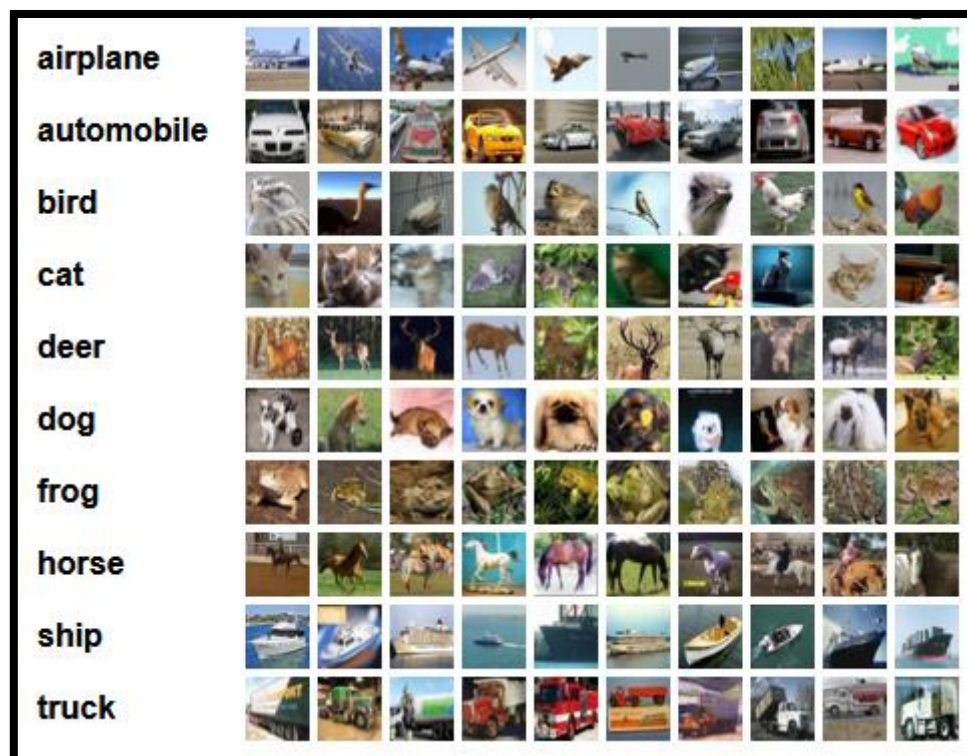 airplane
automobile
bird
cat
deer
dog
frog
horse
ship
truck